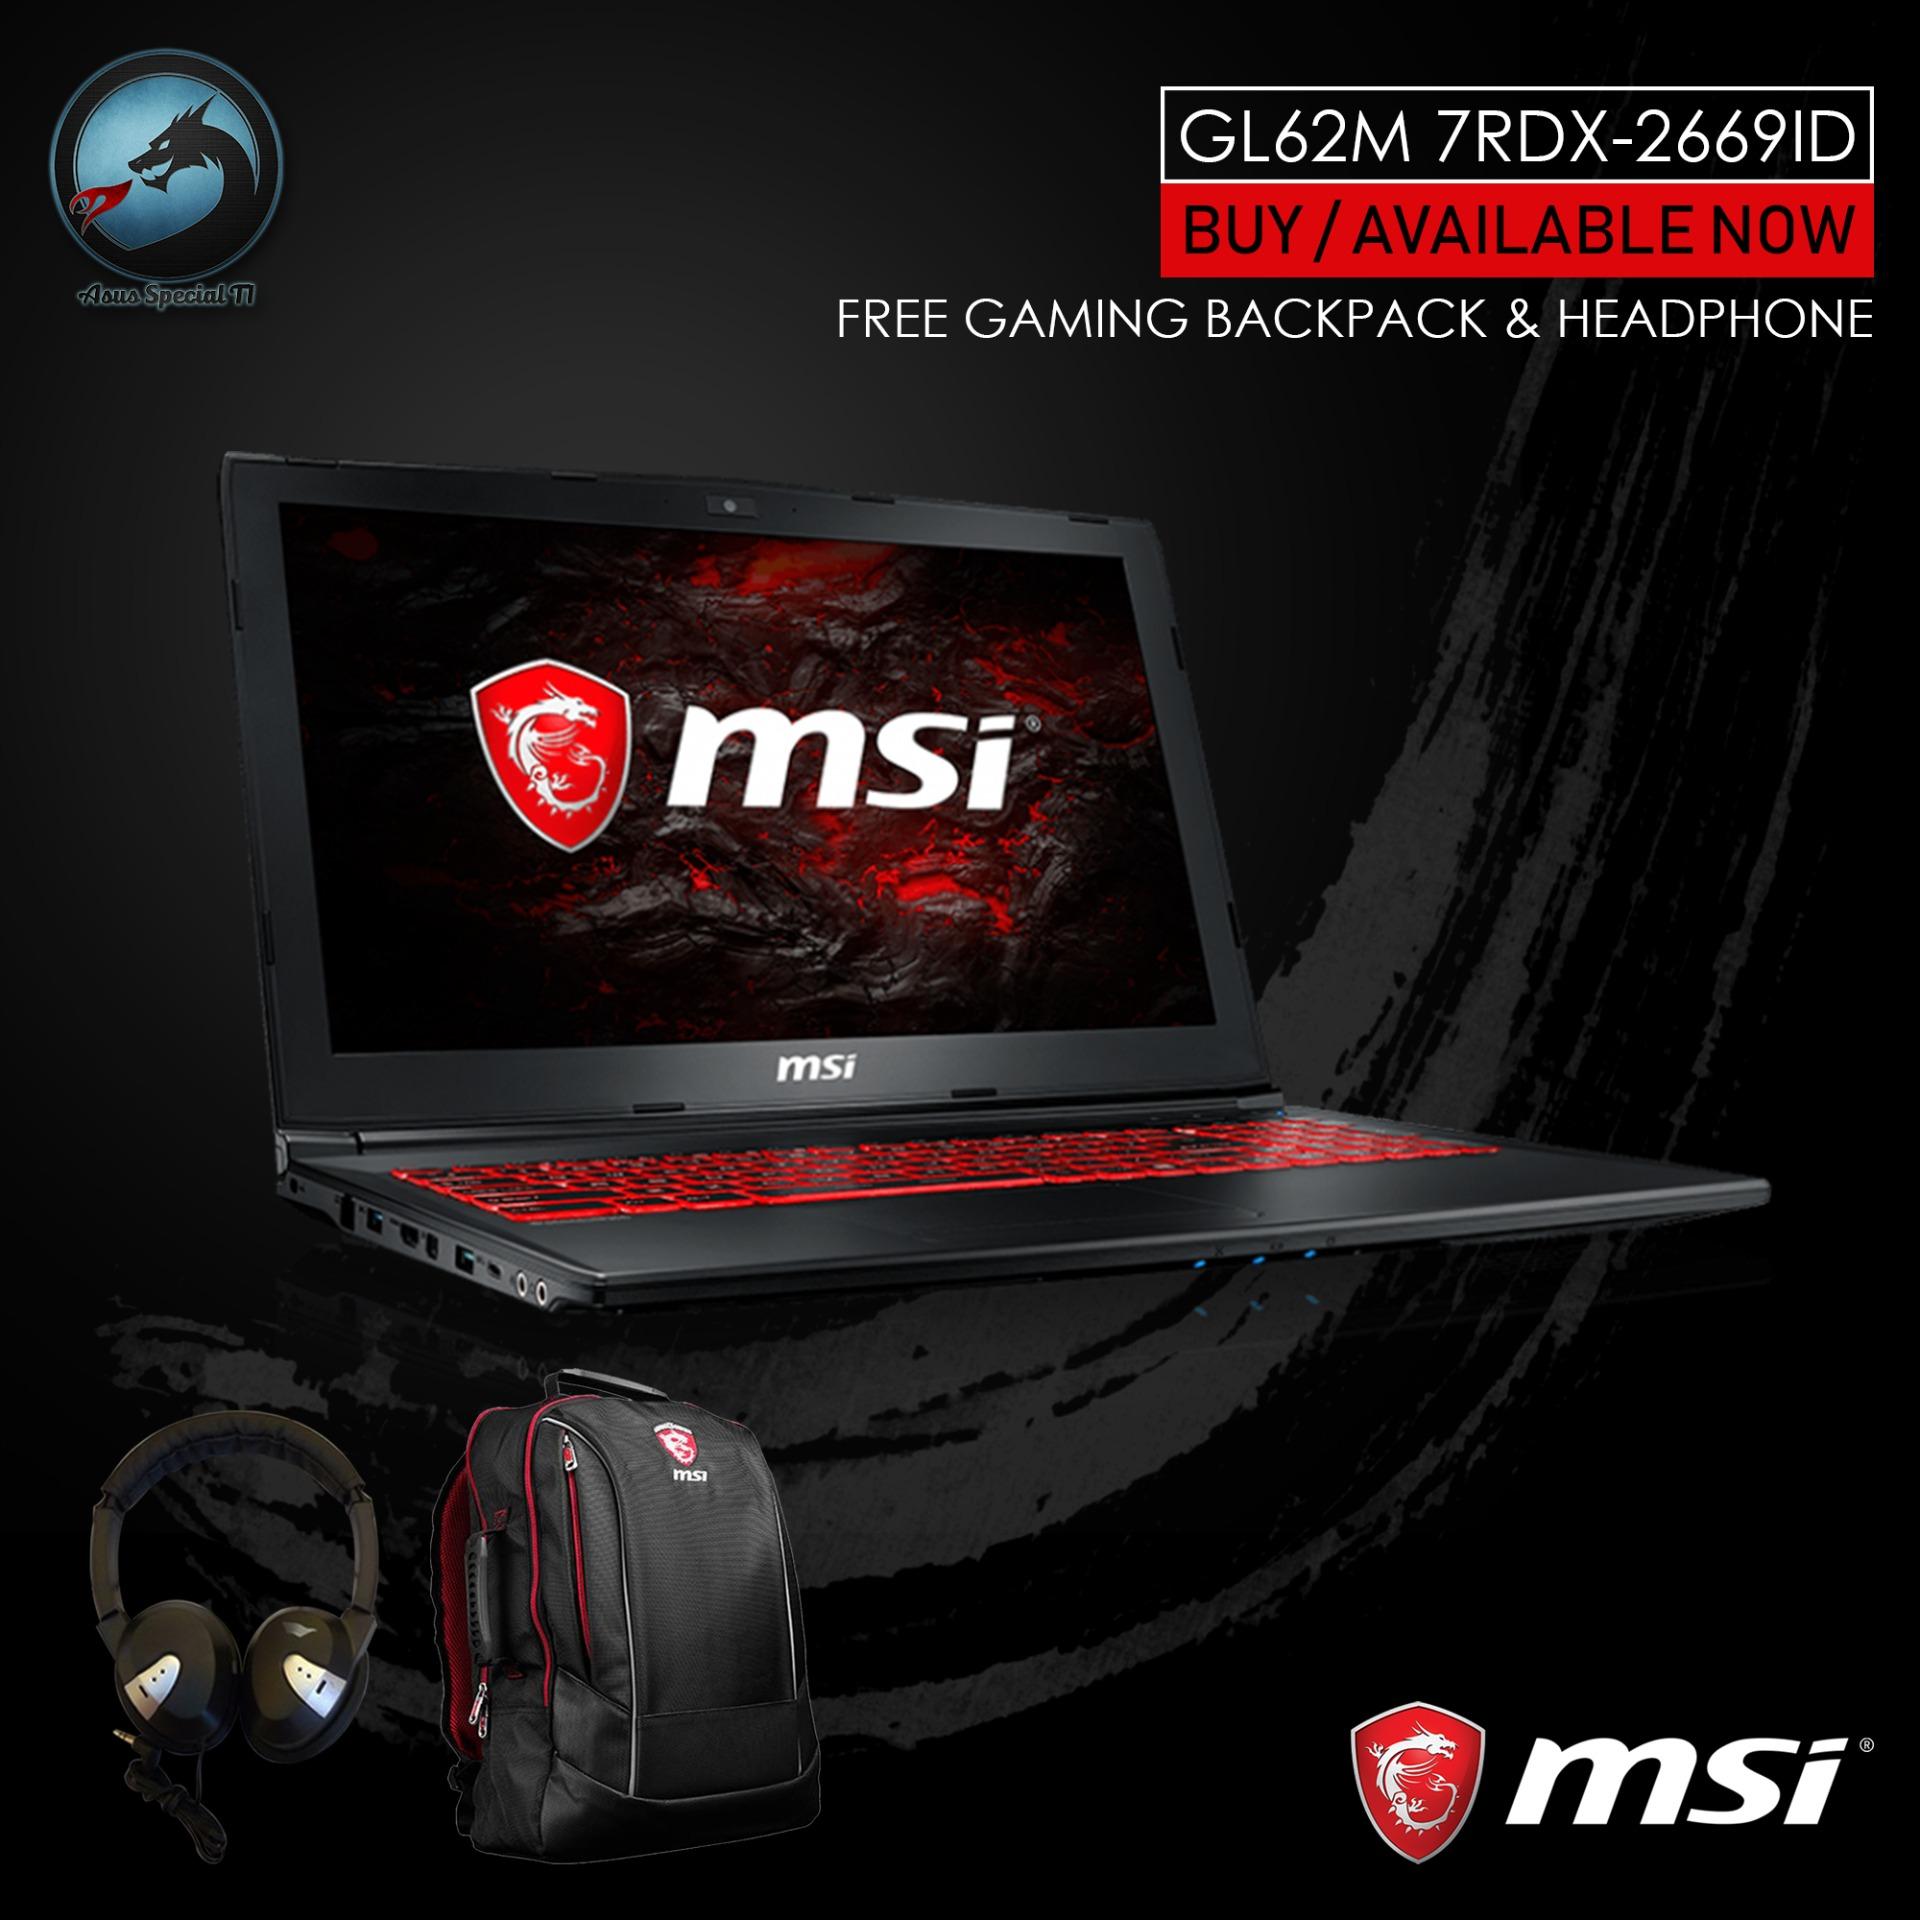 Asus Special TI
GL62M 7RDX-2669ID
BUY / AVAILABLE NOW
FREE GAMING BACKPACK & HEADPHONE
msi®
msi
msi
msi®